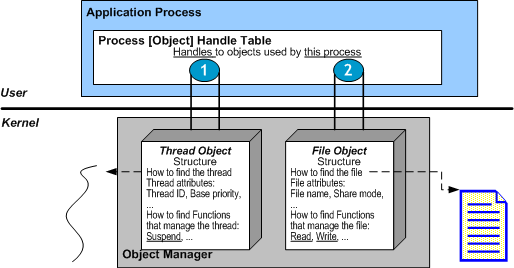 Application Process
Process [Object] Handle Table
Handles to objects used by this process
1
2
User
Kernel
Thread Object
Structure
How to find the thread
Thread attributes:
Thread ID, Base priority,
...
How to find Functions
that manage the thread:
Suspend, ...
File Object
Structure
How to find the file
File attributes:
File name, Share mode,
...
How to find Functions
that manage the file:
Read, Write, ...
Object Manager